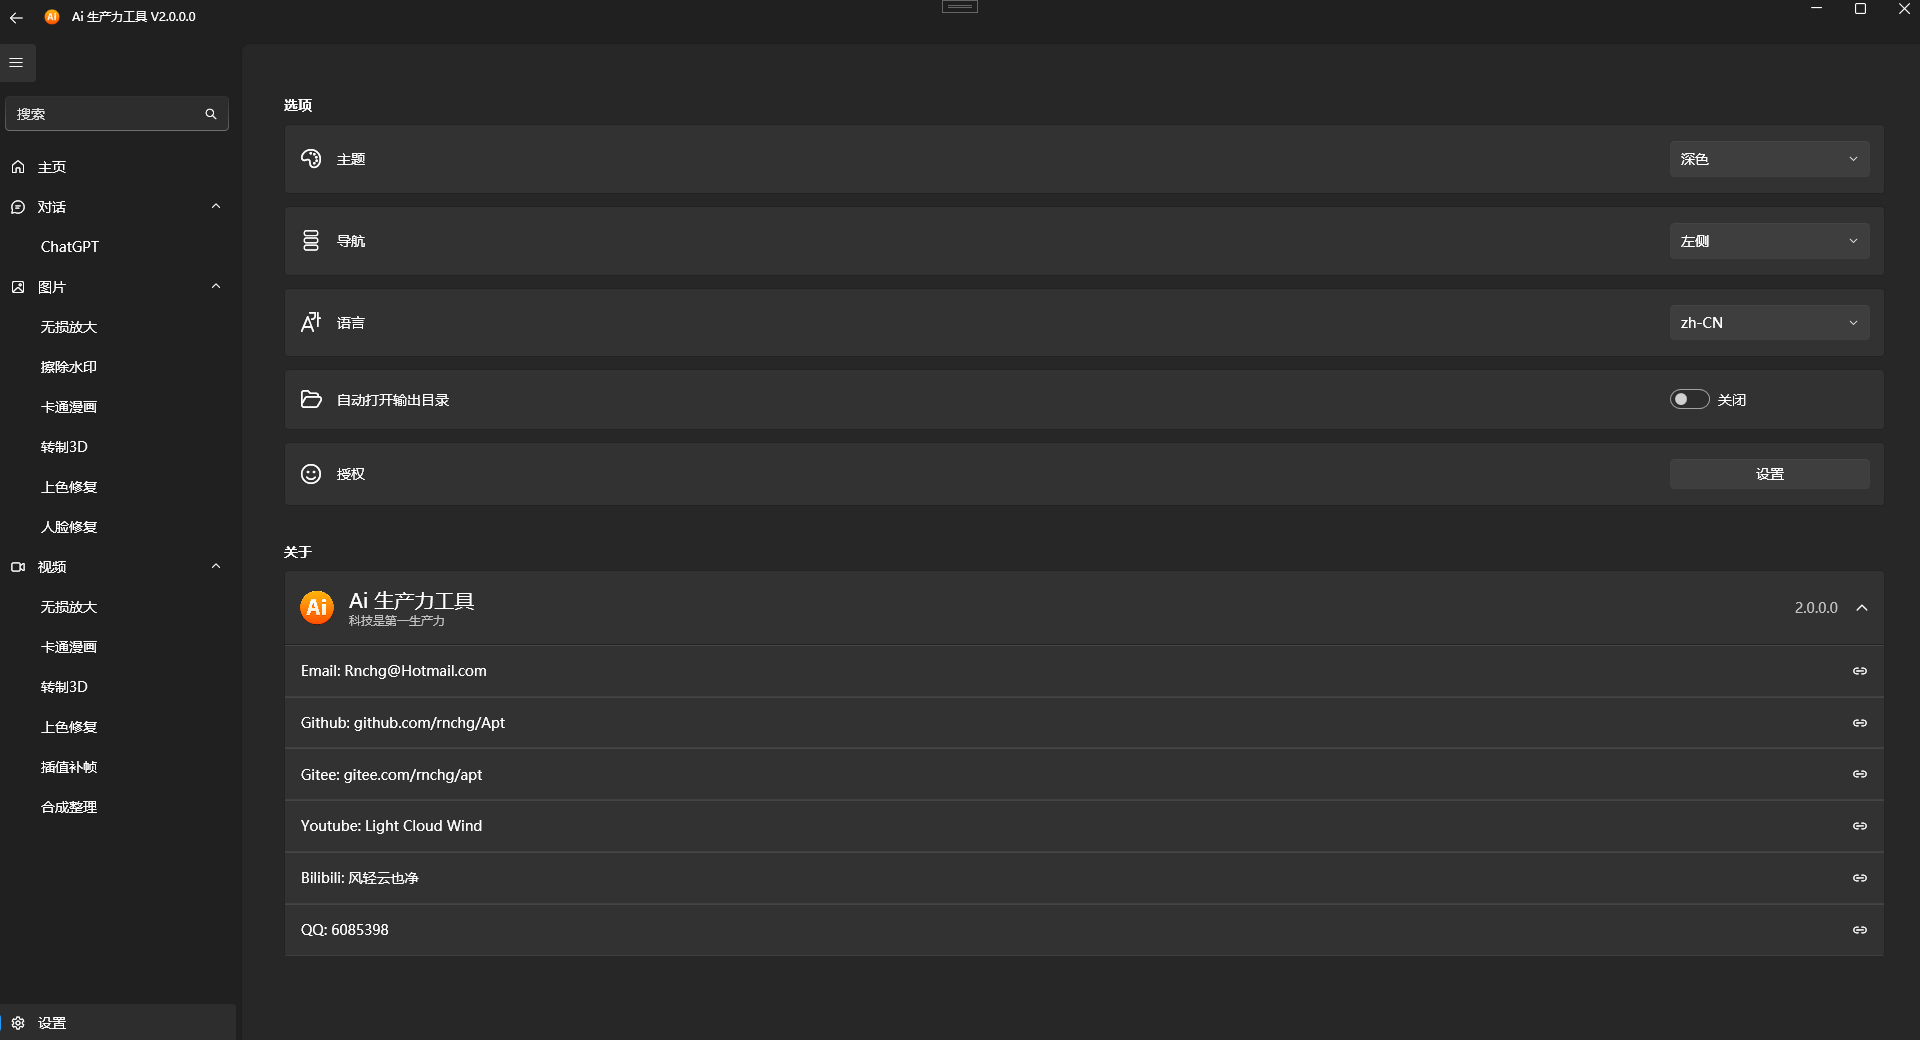 Ai 生产力工具 V2.0.0.0
搜索
主页
对话
ChatGPT
图片
无损放大
擦除水印
卡通漫画
转制3D
上色修复
人脸修复
视频
无损放大
卡通漫画
转制3D
上色修复
插值补帧
合成整理
设置
选项
主题
深色
导航
左侧
语言
zh-CN
自动打开输出目录
关闭
授权
设置
关于
Ai
Ai 生产力工具
科技是第一生产力
2.0.0.0
Email: Rnchg@Hotmail.com
Github: github.com/rnchg/Apt
Gitee: gitee.com/rnchg/apt
Youtube: Light Cloud Wind
Bilibili: 风轻云也净
QQ: 6085398